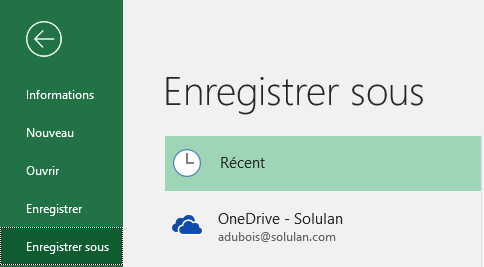 Informations
Nouveau
Ouvrir
Enregistrer
Enregistrer sous
Enregistrer sous
Récent
OneDrive - Solulan
adubois@solulan.com